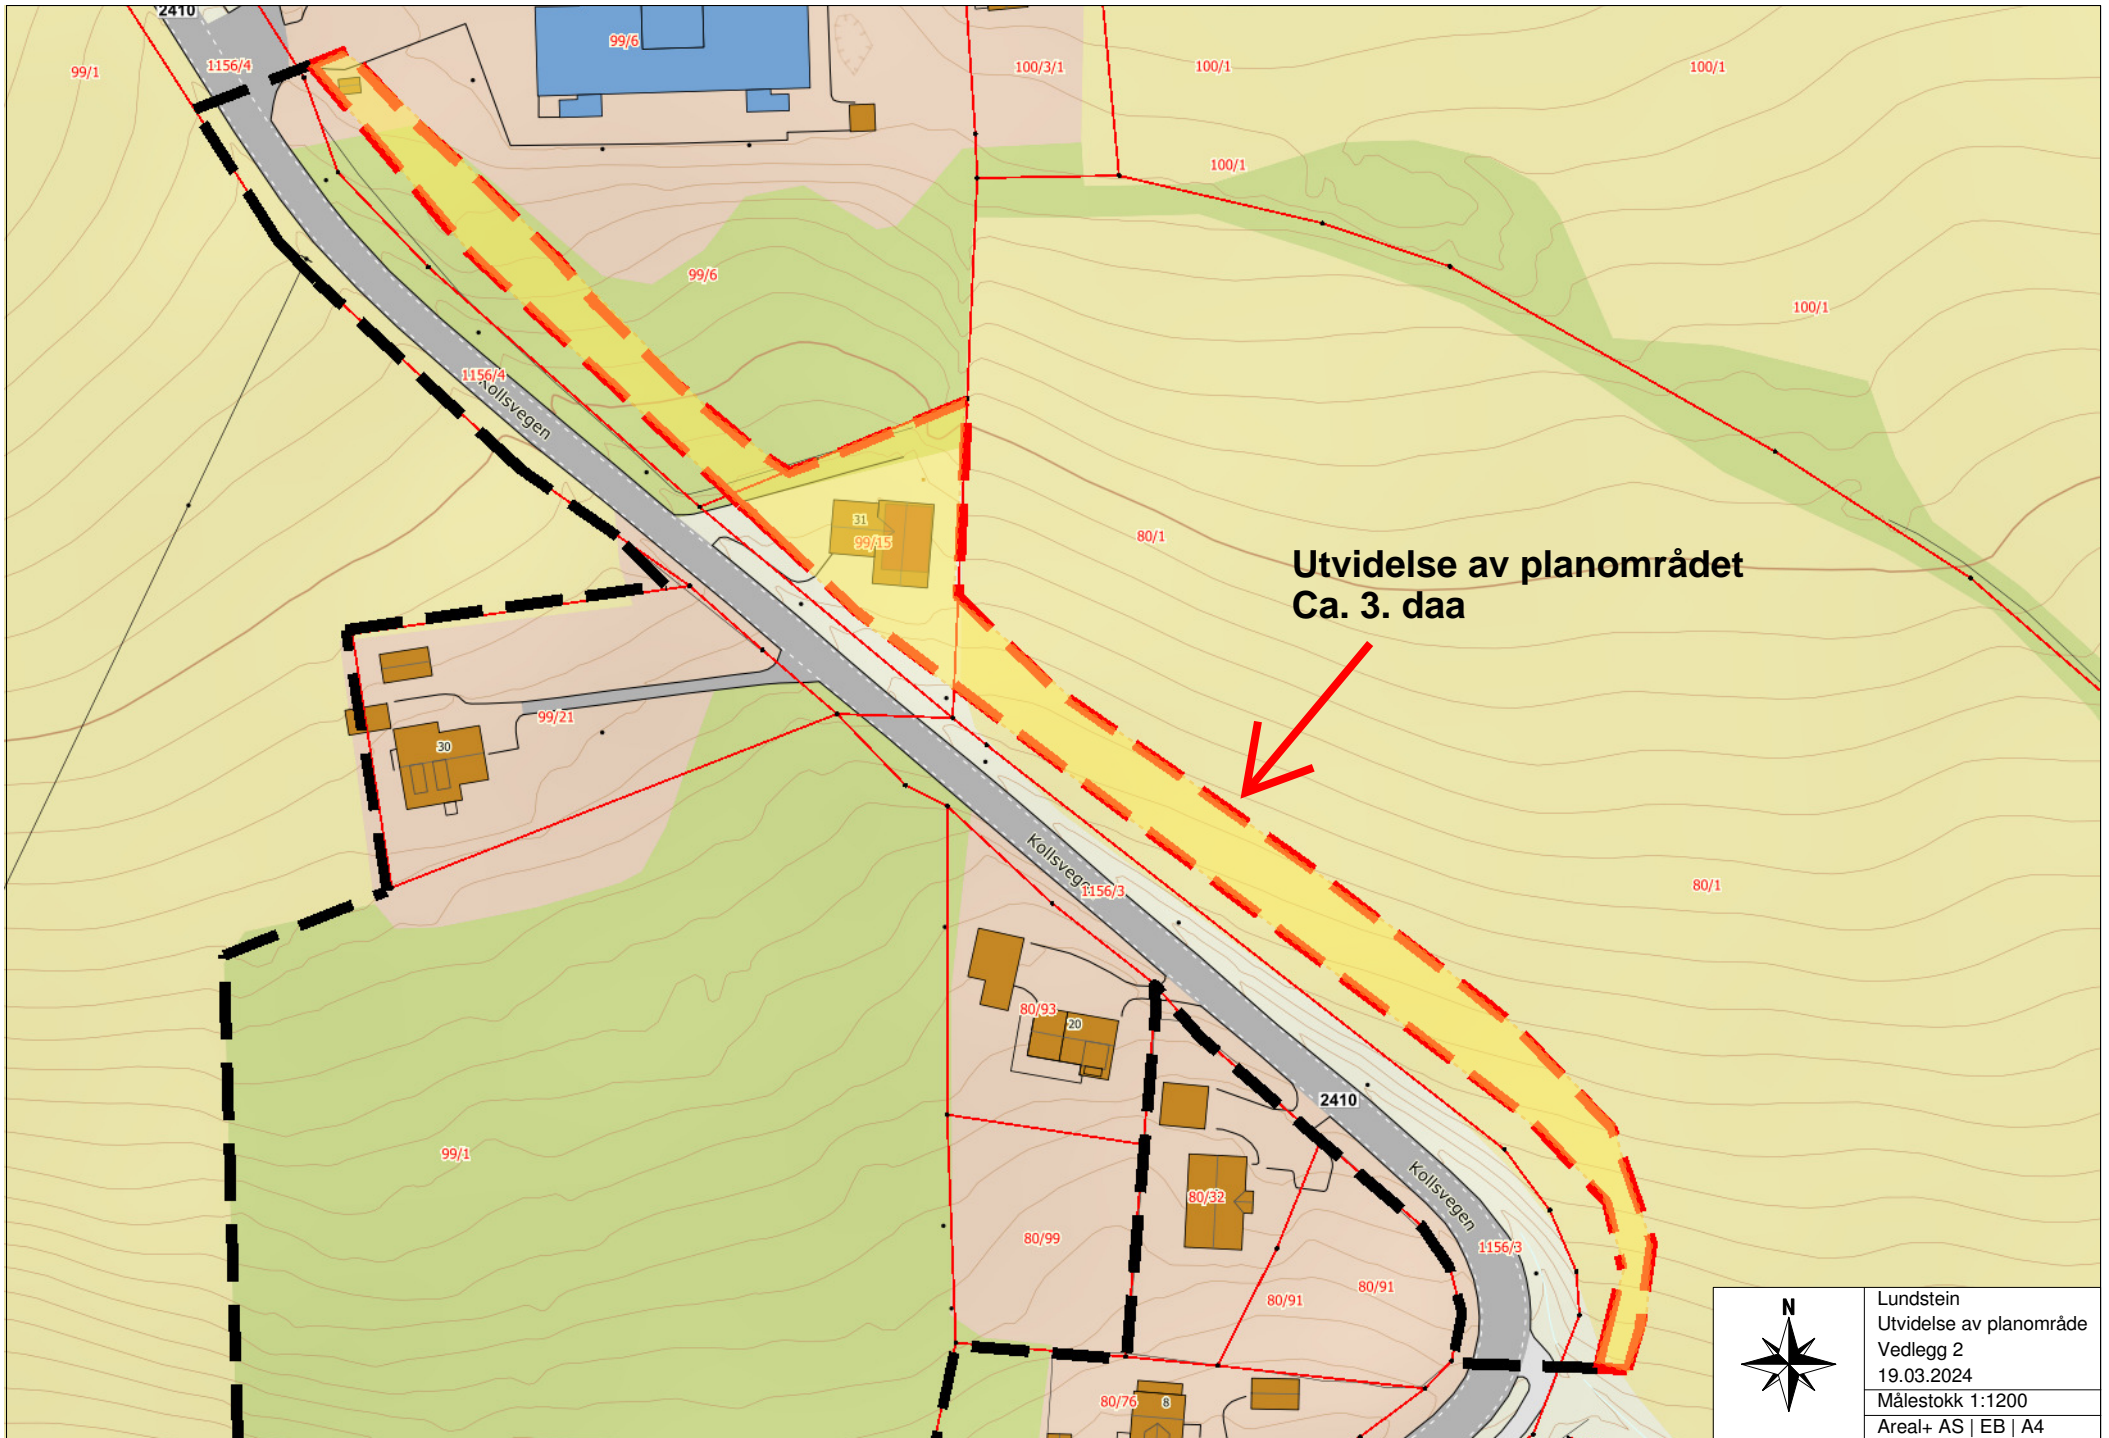 2410
99/6
99/1
1156/4
100/3/1
100/1
100/1
100/1
99/6
100/1
1156/4
Kollsvegen
31
99/15
80/1
Utvidelse av planområdet
Ca. 3. daa
99/21
30
Kollsvegen
1156/3
80/1
80/93
20
2410
99/1
Kollsvegen
80/32
80/99
1156/3
80/91
80/91
80/76
8
N
Lundstein
Utvidelse av planområde
Vedlegg 2
19.03.2024
Målestokk 1:1200
Areal+ AS | EB | A4